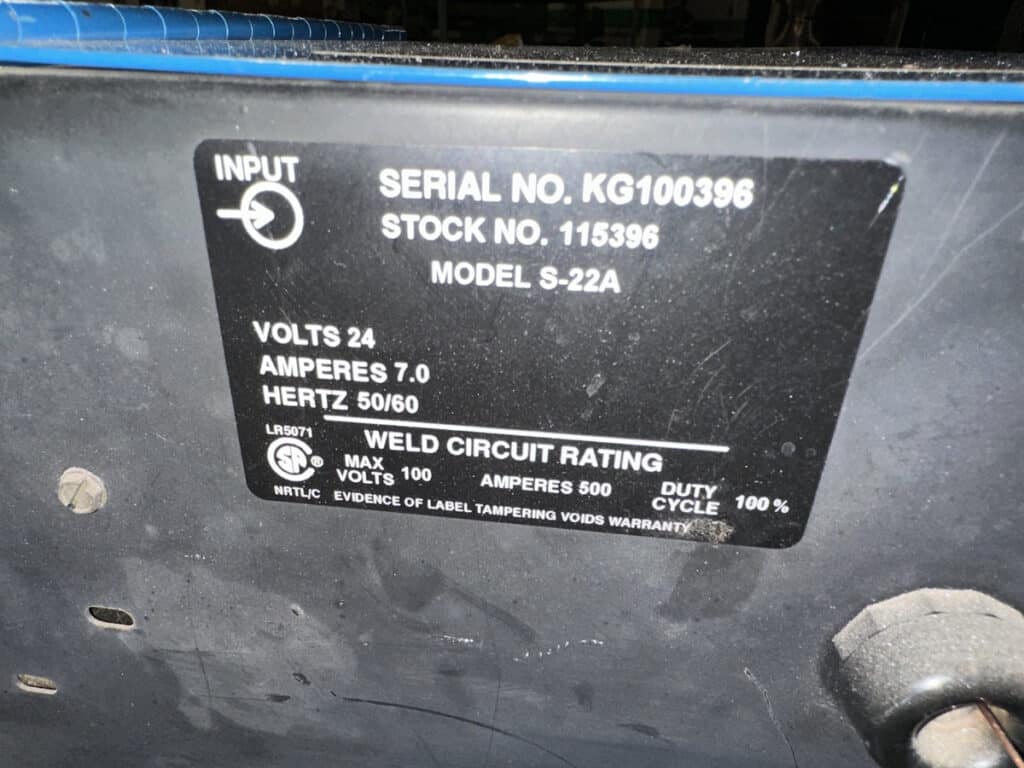 INPUT
SERIAL NO. KG100396
STOCK NO. 115396
MODEL S-22A
VOLTS 24
AMPERES 7.0
HERTZ 50/60
WELD CIRCUIT RATING
LR5071
SA ®
NRTL/C
MAX VOLTS 100 AMPERES 500 DUTY CYCLE 100 %
EVIDENCE OF LABEL TAMPERING VOIDS WARRANTY